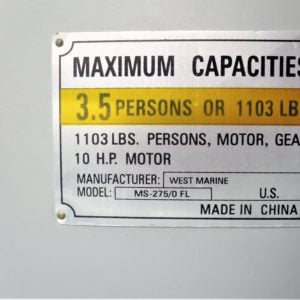 MAXIMUM CAPACITIES
3.5 PERSONS OR 1103 LB
1103 LBS. PERSONS, MOTOR, GEA
10 H.P. MOTOR
MANUFACTURER: WEST MARINE
MODEL: MS-275/0 FL U.S.
MADE IN CHINA